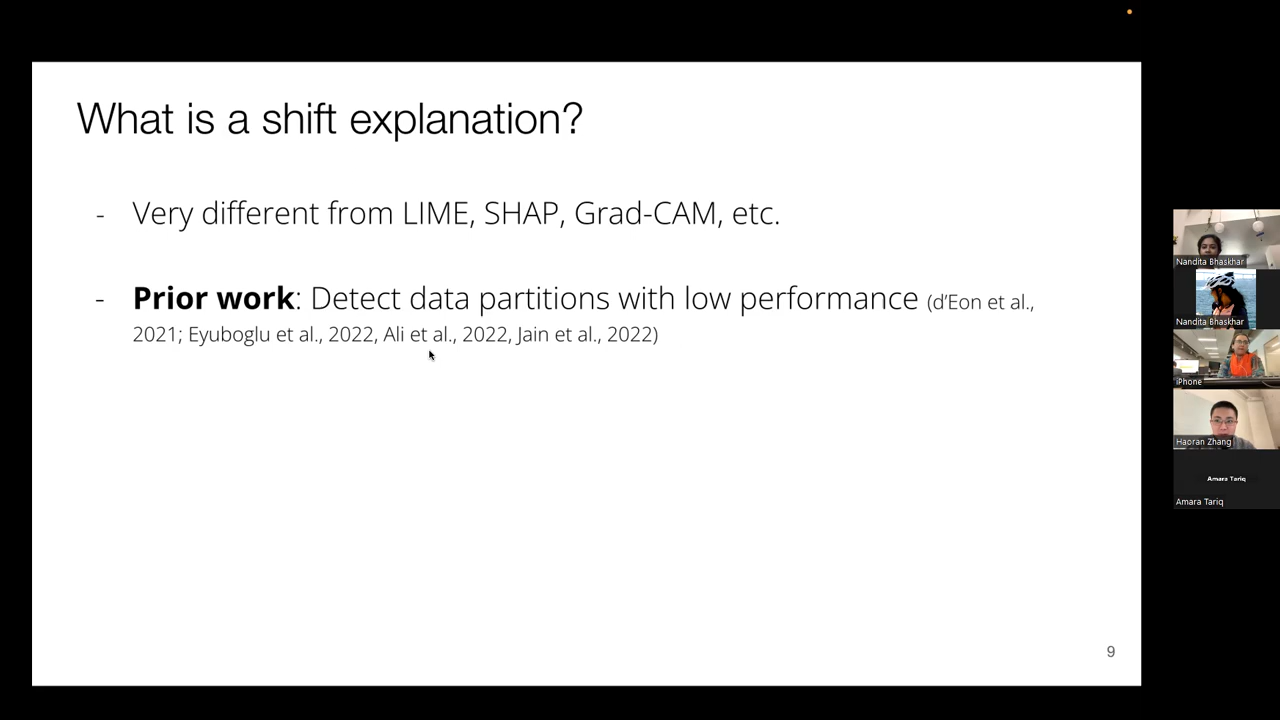 What is a shift explanation?
- Very different from LIME, SHAP, Grad-CAM, etc.
- Prior work: Detect data partitions with low performance (d’Eon et al.,
2021; Eyuboglu et al., 2022, Ali et al., 2022, Jain et al., 2022)
9
Nandita Bhaskhar
Nandita Bhaskhar
iPhone
Haoran Zhang
Amara Tariq
Amara Tariq